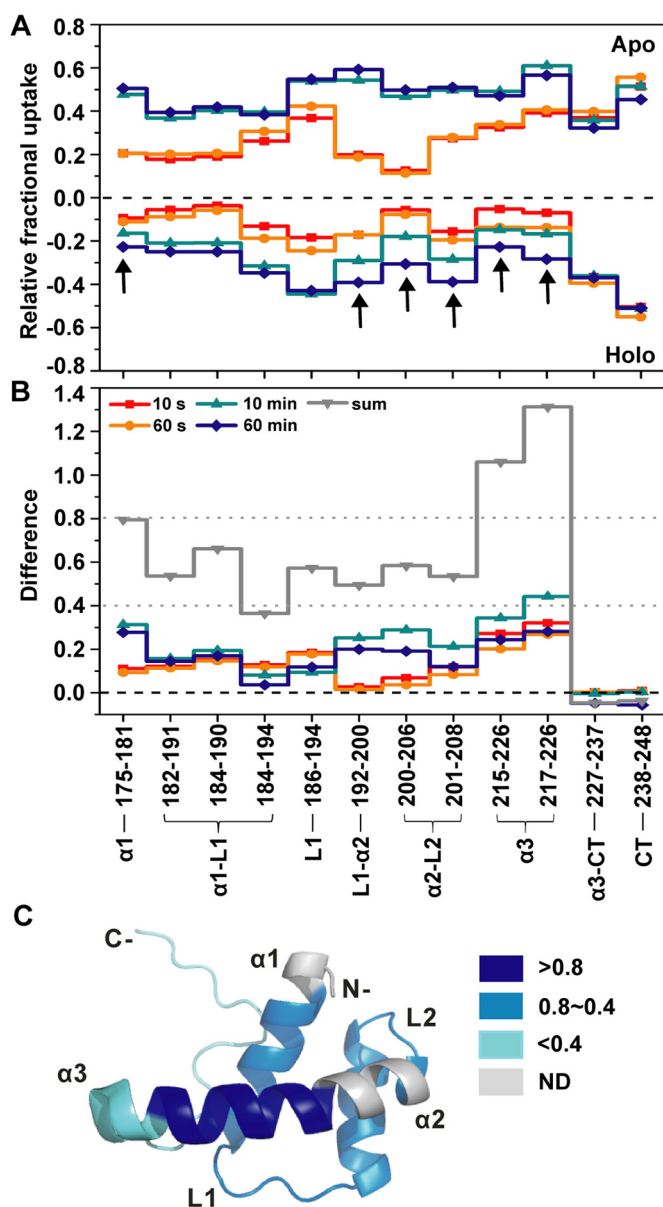 A
Apo
Relative fractional uptake
0.8
0.6
0.4
0.2
0.0
-0.2
-0.4
-0.6
-0.8
Holo
B
10 s
10 min
sum
60 s
60 min
Difference
1.4
1.2
1.0
0.8
0.6
0.4
0.2
0.0
α1 — 175-181
182-191
184-190
184-194
α1-L1
L1 — 186-194
L1-α2 — 192-200
200-206
201-208
α2-L2
215-226
217-226
α3
α3-CT — 227-237
CT — 238-248
C
C-
α1
N-
L2
α3
α2
L1
>0.8
0.8~0.4
<0.4
ND